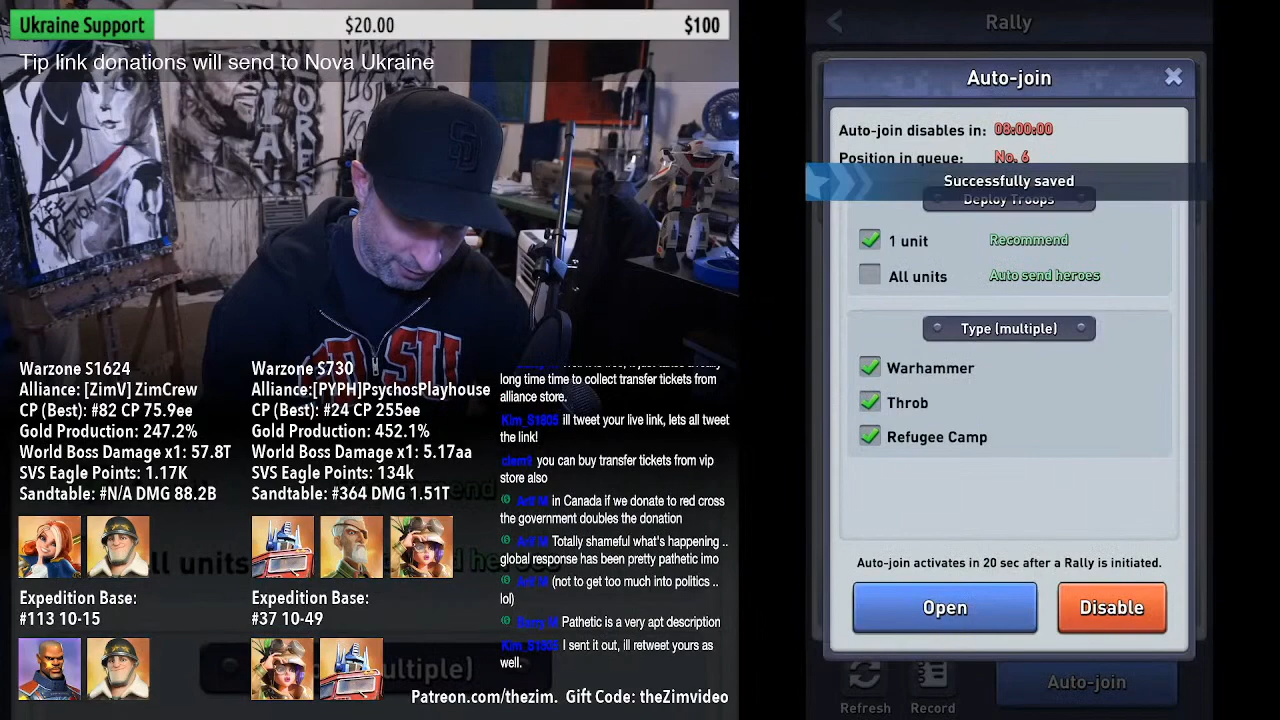 Ukraine Support
$20.00
$100
Tip link donations will send to Nova Ukraine
Warzone S1624
Alliance: [ZimV] ZimCrew
CP (Best): #82 CP 75.9ee
Gold Production: 247.2%
World Boss Damage x1: 57.8T
SVS Eagle Points: 1.17K
Sandtable: #N/A DMG 88.2B
Expedition Base:
#113 10-15
Warzone S730
Alliance:[PYPH]PsychosPlayhouse
CP (Best): #24 CP 255ee
Gold Production: 452.1%
World Boss Damage x1: 5.17aa
SVS Eagle Points: 134k
Sandtable: #364 DMG 1.51T
Expedition Base:
#37 10-49
long time time to collect transfer tickets from
alliance store.
Kim_S1805 ill tweet your live link, lets all tweet
the link!
you can buy transfer tickets from vip
store also
Arif M in Canada if we donate to red cross
the government doubles the donation
Arif M Totally shameful what's happening ..
global response has been pretty pathetic imo
Arif M (not to get too much into politics ..
lol)
Barry M Pathetic is a very apt description
Kim_S1805 I sent it out, ill retweet yours as
well.
Patreon.com/thezim. Gift Code: theZimvideo
Rally
Auto-join
Auto-join disables in: 08:00:00
Position in queue: No. 6
Successfully saved
Deploy Troops
1 unit Recommend
All units Auto send heroes
Type (multiple)
Warhammer
Throb
Refugee Camp
Auto-join activates in 20 sec after a Rally is initiated.
Open
Disable
Refresh
Record
Auto-join